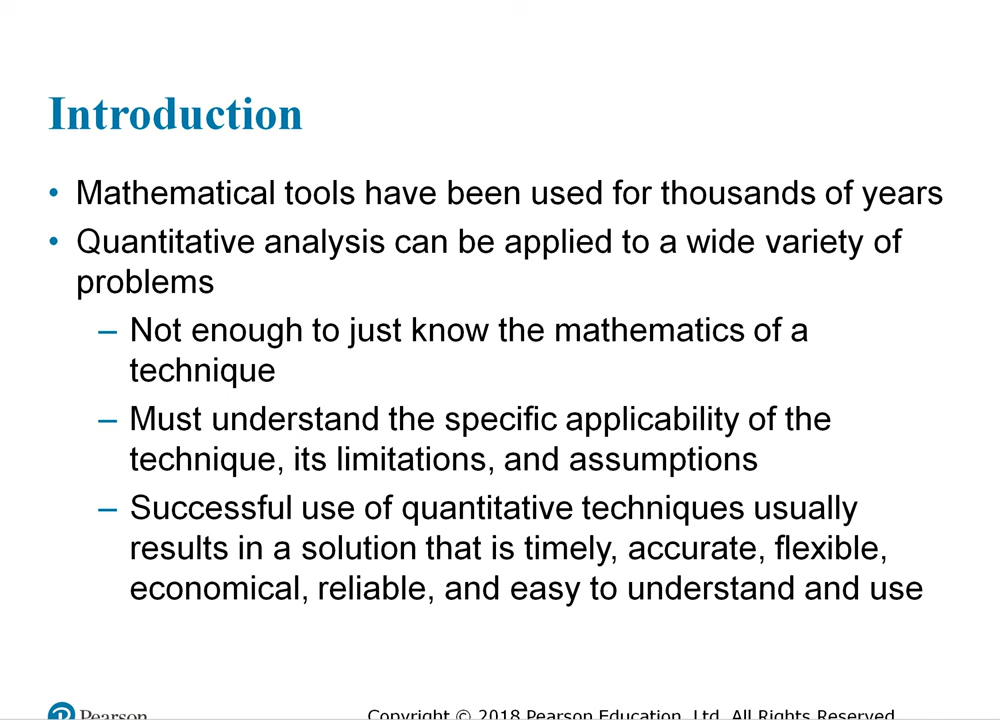 Introduction
• Mathematical tools have been used for thousands of years
• Quantitative analysis can be applied to a wide variety of
problems
– Not enough to just know the mathematics of a
technique
– Must understand the specific applicability of the
technique, its limitations, and assumptions
– Successful use of quantitative techniques usually
results in a solution that is timely, accurate, flexible,
economical, reliable, and easy to understand and use
Pearson
Copyright © 2018 Pearson Education, Ltd. All Rights Reserved